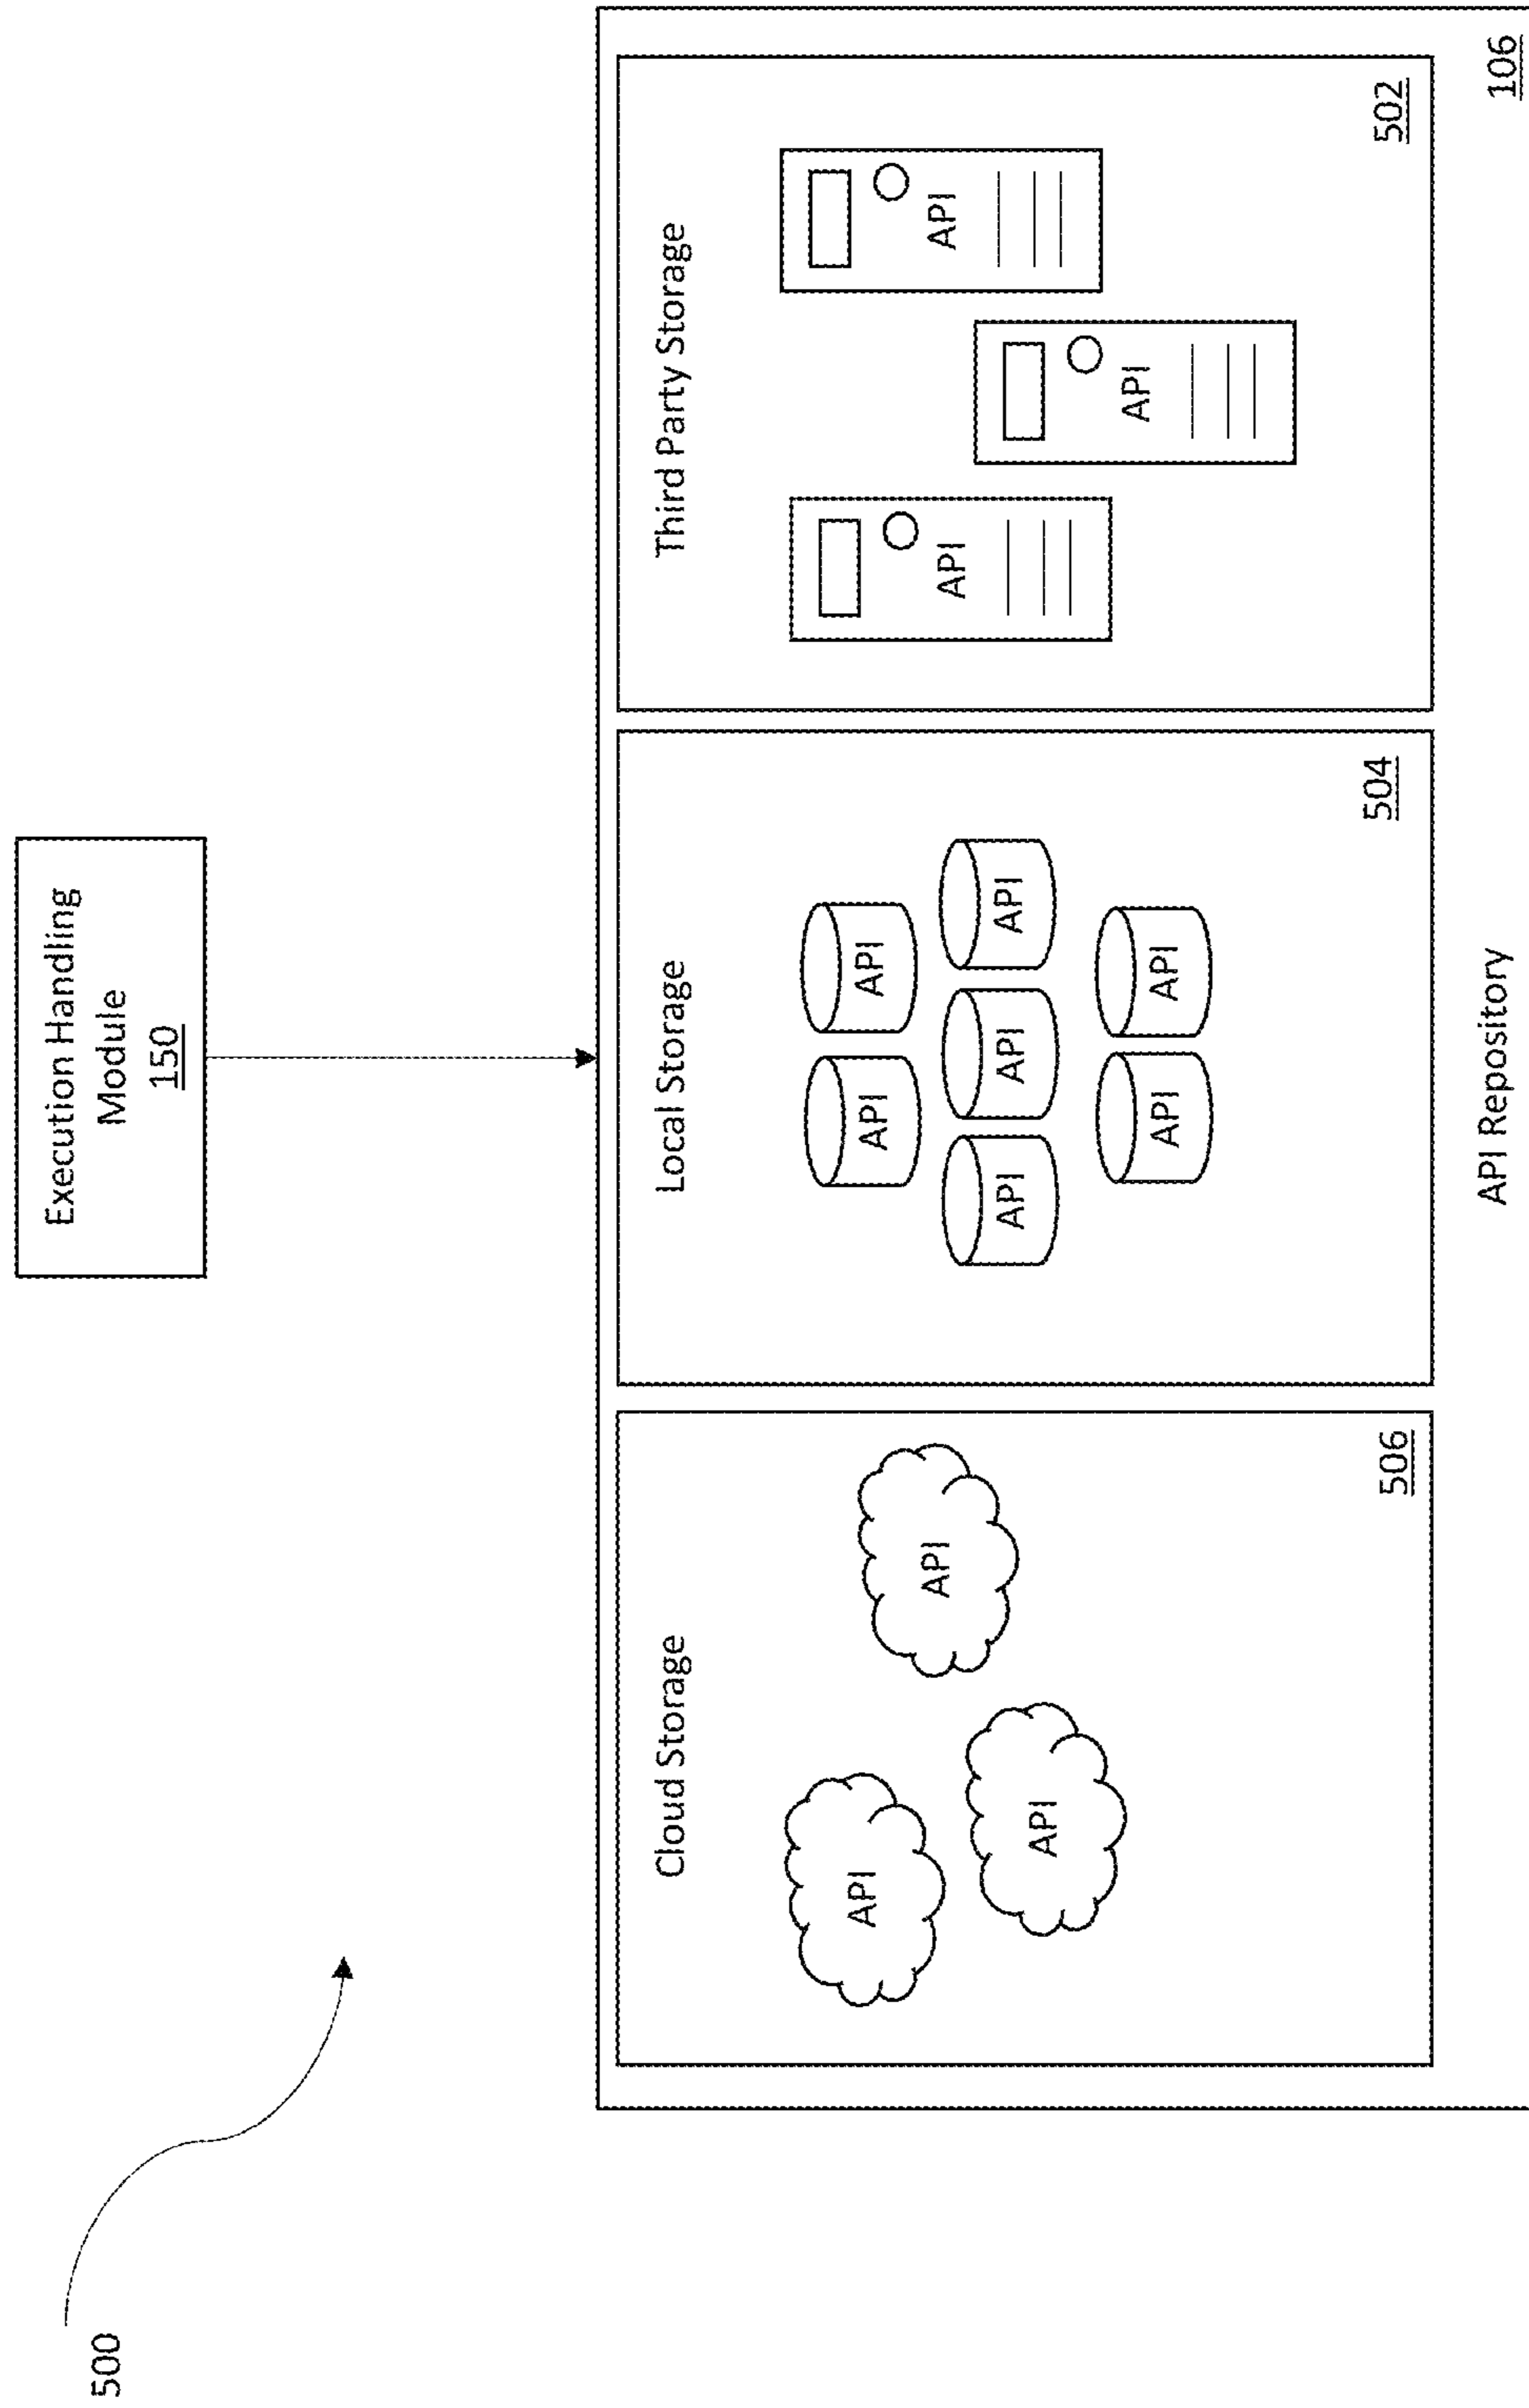 500
Execution Handling
Module
150
Cloud Storage
API
API
API
506
Local Storage
API
API
API
API
API
API
API
504
Third Party Storage
API
API
API
502
API Repository
106